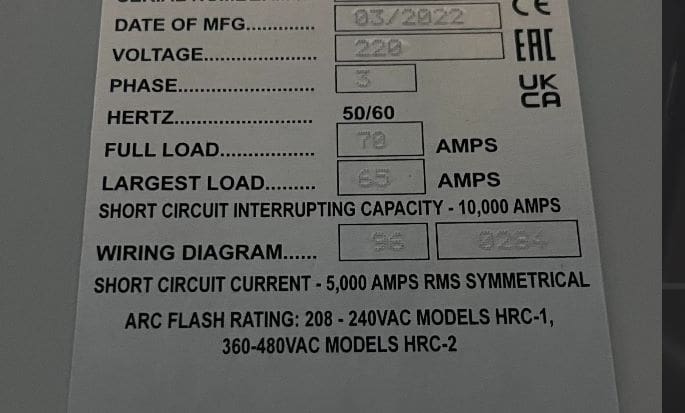 DATE OF MFG............. 03/2022
VOLTAGE..................... 220
PHASE......................... 3
HERTZ.......................... 50/60
FULL LOAD.................. 70 AMPS
LARGEST LOAD......... 65 AMPS
SHORT CIRCUIT INTERRUPTING CAPACITY - 10,000 AMPS
WIRING DIAGRAM...... 96 0284
SHORT CIRCUIT CURRENT - 5,000 AMPS RMS SYMMETRICAL
ARC FLASH RATING: 208 - 240VAC MODELS HRC-1,
360-480VAC MODELS HRC-2
CE
EAC
UK
CA